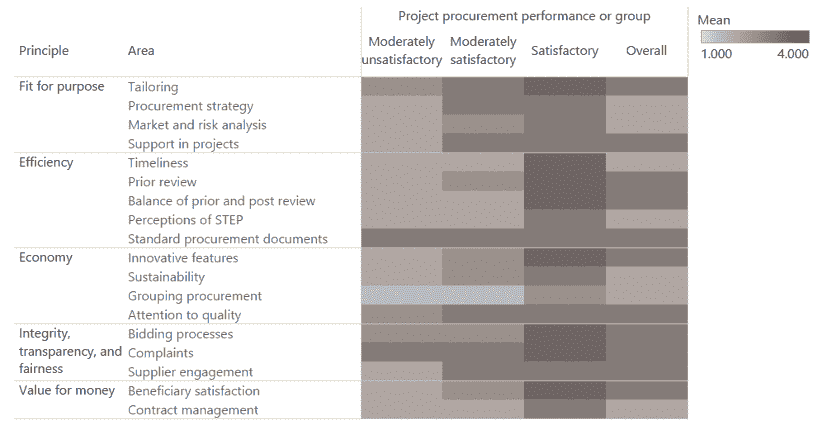 Project procurement performance or group
Mean
Principle Area Moderately unsatisfactory Moderately satisfactory Satisfactory Overall
1.000 4.000
Fit for purpose Tailoring
Procurement strategy
Market and risk analysis
Support in projects
Efficiency Timeliness
Prior review
Balance of prior and post review
Perceptions of STEP
Standard procurement documents
Economy Innovative features
Sustainability
Grouping procurement
Attention to quality
Integrity, Bidding processes
transparency, and Complaints
fairness Supplier engagement
Value for money Beneficiary satisfaction
Contract management